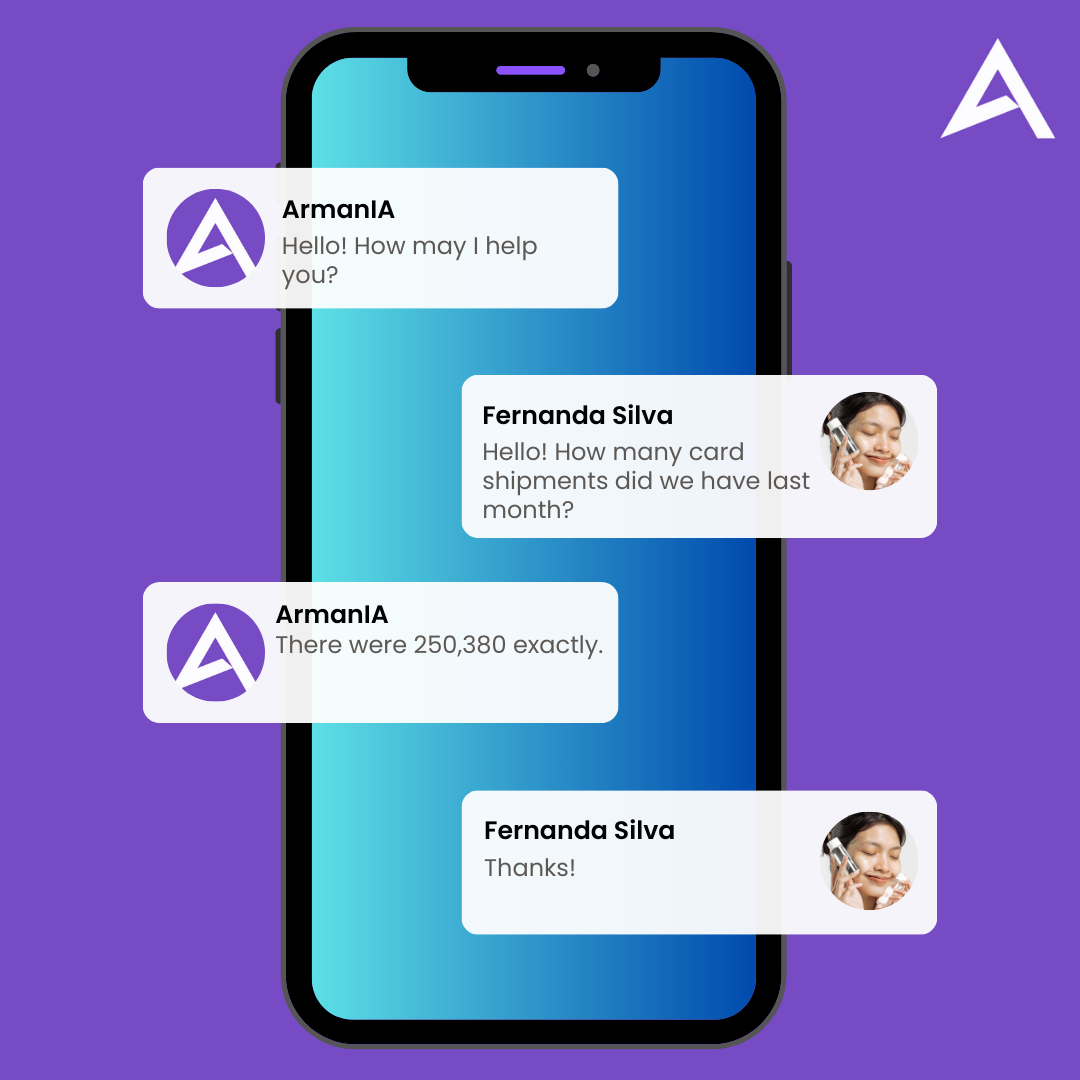 ArmanIA
Hello! How may I help
you?
Fernanda Silva
Hello! How many card
shipments did we have last
month?
ArmanIA
There were 250,380 exactly.
Fernanda Silva
Thanks!